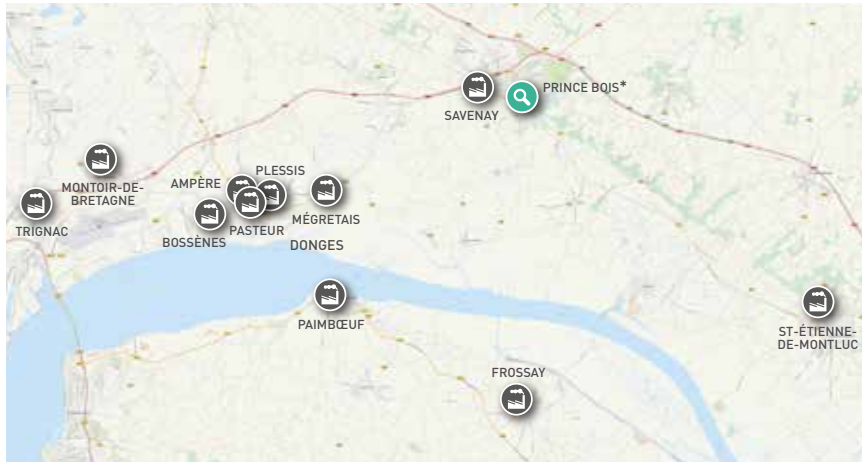 PRINCE BOIS*
SAVENAY
PLESSIS
AMPÈRE
MONTOIR-DE-
BRETAGNE
MÉGRETAIS
TRIGNAC
PASTEUR
BOSSÈNES
DONGES
PAIMBŒUF
ST-ÉTIENNE-
DE-MONTLUC
FROSSAY